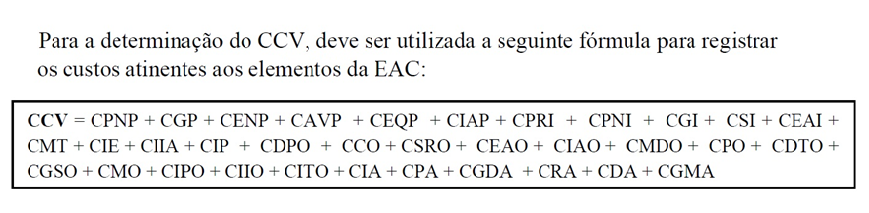 Para a determinação do CCV, deve ser utilizada a seguinte fórmula para registrar
os custos atinentes aos elementos da EAC:
CCV = CPNP + CGP + CENP + CAVP + CEQP + CIAP + CPRI + CPNI + CGI + CSI + CEAI +
CMT + CIE + CIIA + CIP + CDPO + CCO + CSRO + CEAO + CIAO + CMDO + CPO + CDTO +
CGSO + CMO + CIPO + CIIO + CITO + CIA + CPA + CGDA + CRA + CDA + CGMA